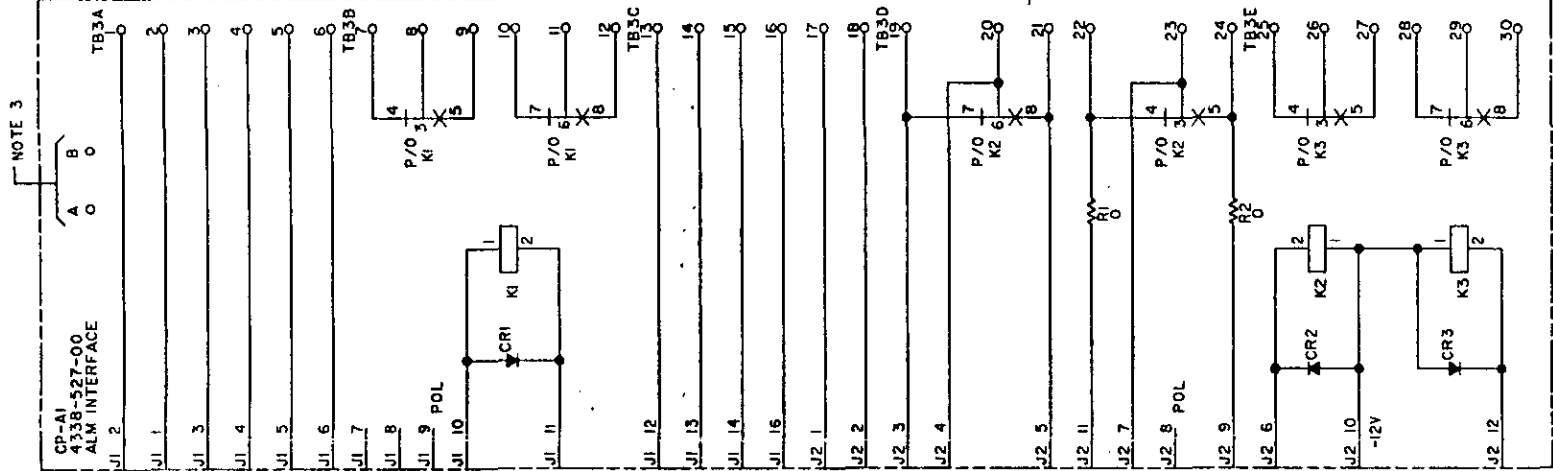 NOTE 3
A B
CP-A1
4338-527-00
ALM INTERFACE
J1 2
J1 1
J1 3
J1 4
J1 5
J1 6
J1 7
J1 8
J1 9
POL
J1 10
J1 11
CR1
K1
1
2
J1 12
J1 13
J1 14
J1 16
J2 1
J2 2
J2 3
J2 4
J2 5
J2 11
J2 7
J2 8
POL
J2 9
J2 6
J2 10
-12V
J2 12
CR2
K2
2
1
CR3
K3
1
2
R1
0
R2
0
P/O
K1
4
3
5
P/O
K1
7
6
8
P/O
K2
7
6
8
P/O
K2
4
3
5
P/O
K3
4
3
5
P/O
K3
7
6
8
TB3A
1
2
3
4
5
6
TB3B
7
8
9
10
11
12
TB3C
13
14
15
16
17
18
TB3D
19
20
21
22
23
24
TB3E
25
26
27
28
29
30